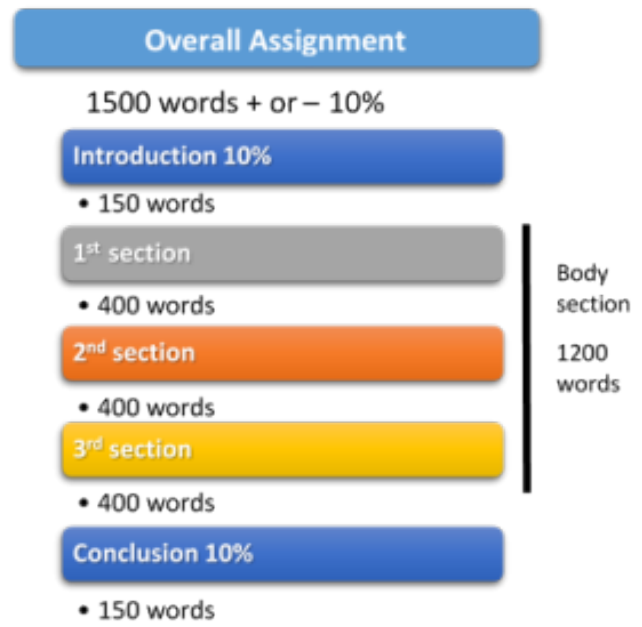 Overall Assignment
1500 words + or – 10%
Introduction 10%
• 150 words
1st section
• 400 words
2nd section
• 400 words
3rd section
• 400 words
Body
section
1200
words
Conclusion 10%
• 150 words